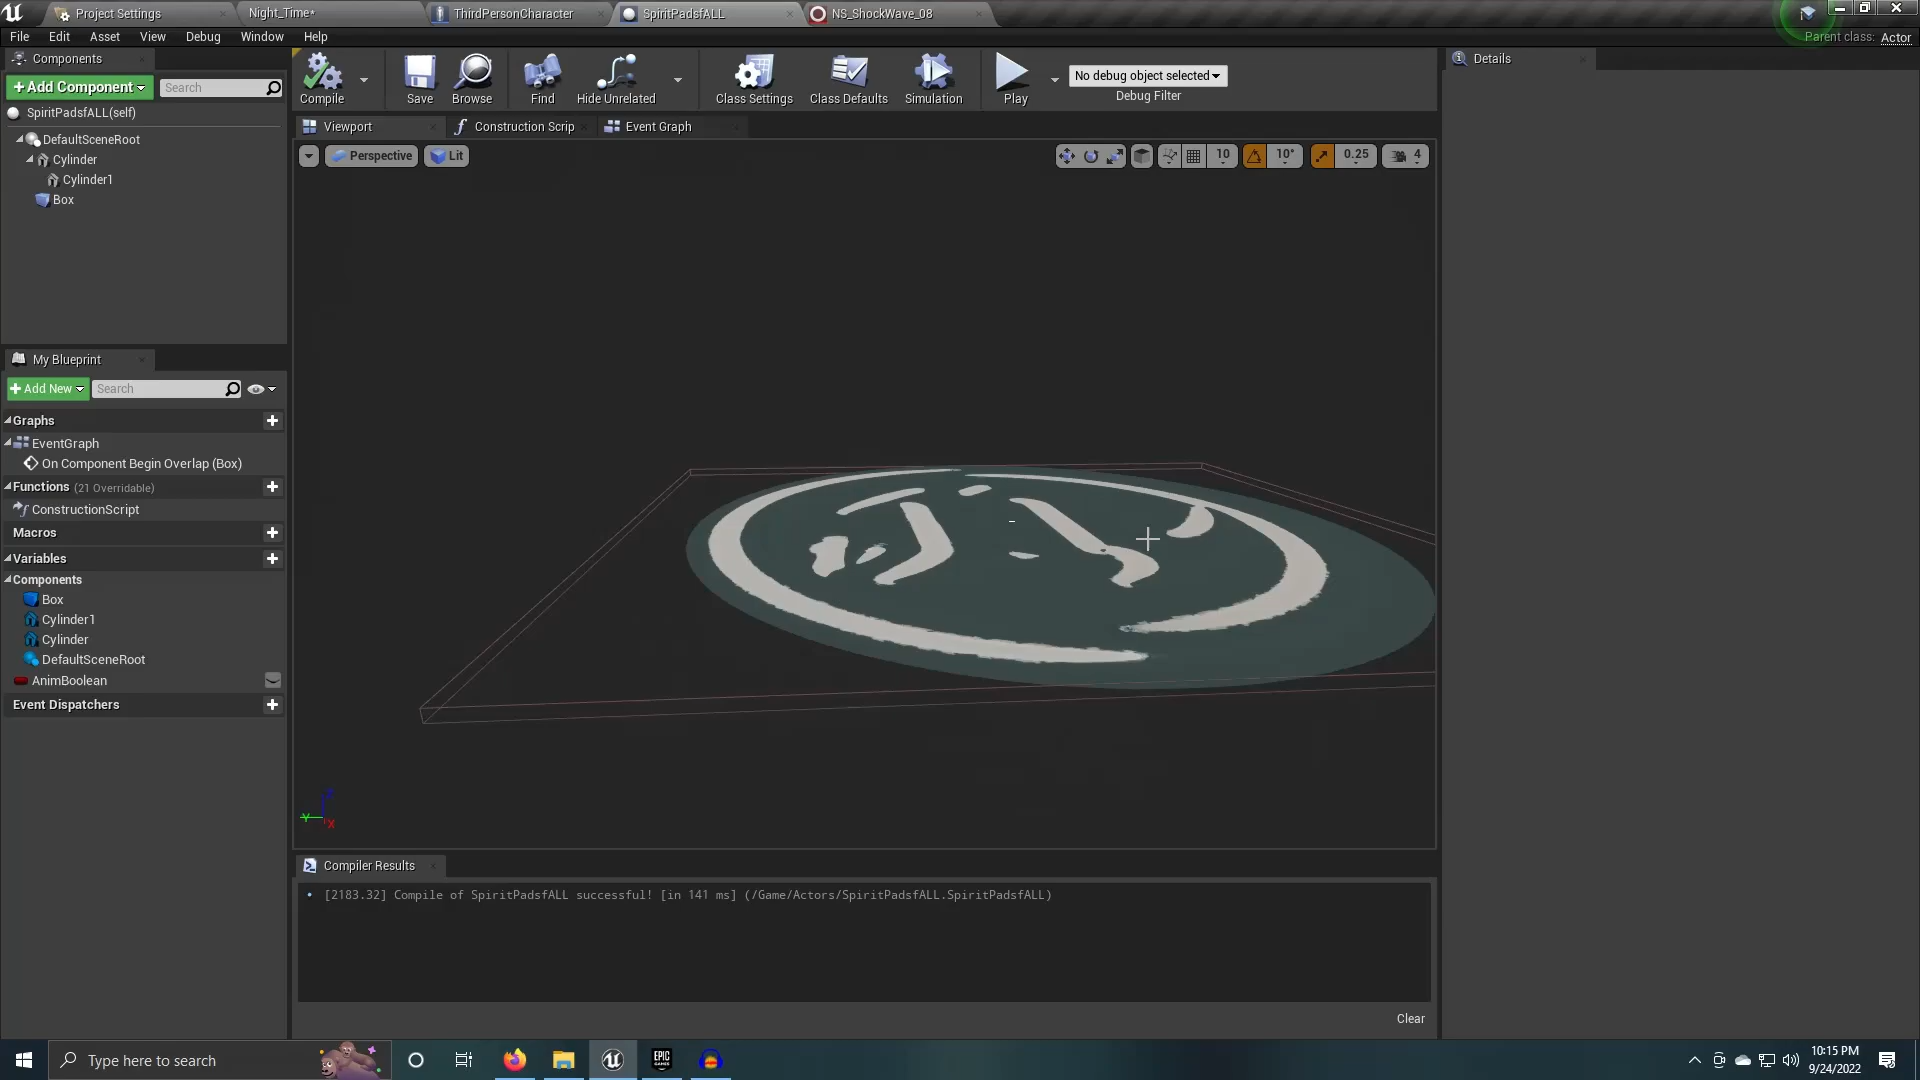 Project Settings
Night_Time*
ThirdPersonCharacter
SpiritPadsfALL
NS_ShockWave_08
File
Edit
Asset
View
Debug
Window
Help
Parent class:
Actor
Components
+Add Component
Search
SpiritPadsfALL(self)
DefaultSceneRoot
Cylinder
Cylinder1
Box
Compile
Save
Browse
Find
Hide Unrelated
Class Settings
Class Defaults
Simulation
Play
No debug object selected
Debug Filter
Details
Viewport
Construction Scrip
Event Graph
Perspective
Lit
10
10°
0.25
4
My Blueprint
+Add New
Search
Graphs
EventGraph
On Component Begin Overlap (Box)
Functions (21 Overridable)
ConstructionScript
Macros
Variables
Components
Box
Cylinder1
Cylinder
DefaultSceneRoot
AnimBoolean
Event Dispatchers
Z
Y
X
Compiler Results
[2183.32] Compile of SpiritPadsfALL successful! [in 141 ms] (/Game/Actors/SpiritPadsfALL.SpiritPadsfALL)
Clear
Type here to search
EPIC
GAMES
10:15 PM
9/24/2022